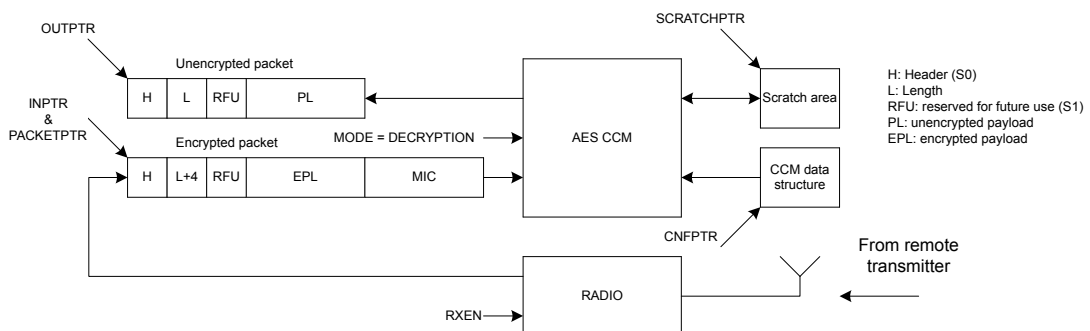 SCRATCHPTR
OUTPTR
Unencrypted packet
H L RFU PL
AES CCM
Scratch area
H: Header (S0)
L: Length
RFU: reserved for future use (S1)
PL: unencrypted payload
EPL: encrypted payload
INPTR
&
PACKETPTR
MODE = DECRYPTION
Encrypted packet
H L+4 RFU EPL MIC
CCM data
structure
CNFPTR
From remote
transmitter
RADIO
RXEN